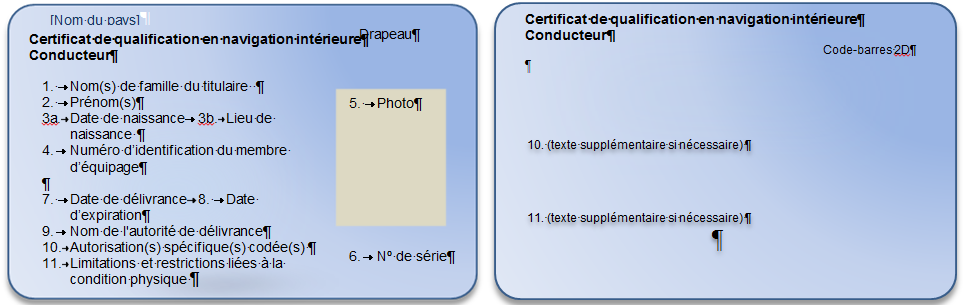 [Nom du pays]
Drapeau
Certificat de qualification en navigation intérieure
Conducteur
1. Nom(s) de famille du titulaire
2. Prénom(s)
3a. Date de naissance 3b. Lieu de
naissance
4. Numéro d'identification du membre
d'équipage
5. Photo
7. Date de délivrance 8. Date
d'expiration
9. Nom de l'autorité de délivrance
10. Autorisation(s) spécifique(s) codée(s)
11. Limitations et restrictions liées à la
condition physique
6. Nº de série
Certificat de qualification en navigation intérieure
Conducteur
Code-barres 2D
10. (texte supplémentaire si nécessaire)
11. (texte supplémentaire si nécessaire)